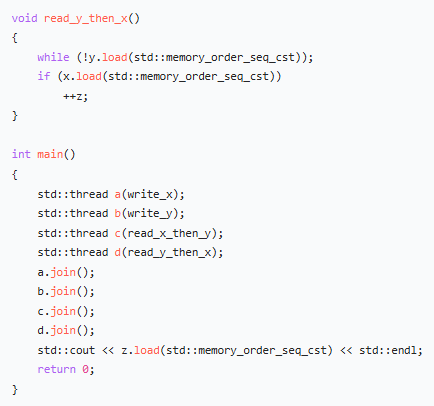 void read_y_then_x()
{
    while (!y.load(std::memory_order_seq_cst));
    if (x.load(std::memory_order_seq_cst))
        ++z;
}

int main()
{
    std::thread a(write_x);
    std::thread b(write_y);
    std::thread c(read_x_then_y);
    std::thread d(read_y_then_x);
    a.join();
    b.join();
    c.join();
    d.join();
    std::cout << z.load(std::memory_order_seq_cst) << std::endl;
    return 0;
}